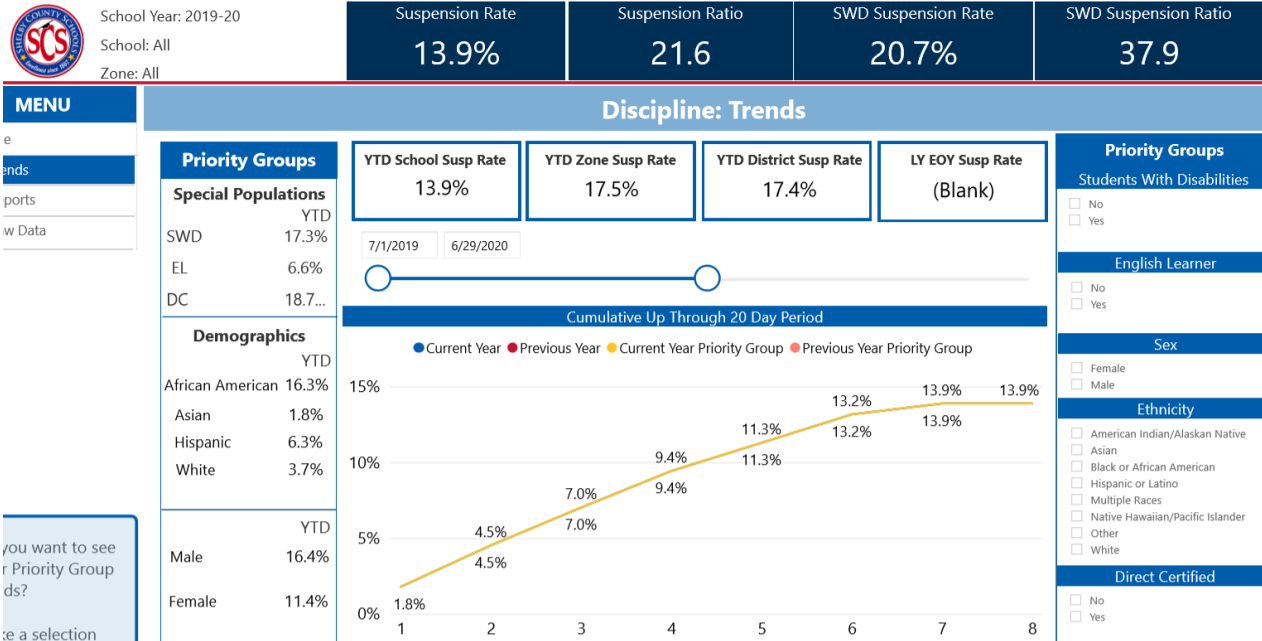 School Year: 2019-20
School: All
Zone: All
SHELBY COUNTY SCHOOLS
SCS
Excellence since 1867
Suspension Rate
13.9%
Suspension Ratio
21.6
SWD Suspension Rate
20.7%
SWD Suspension Ratio
37.9
MENU
e
ends
ports
w Data
you want to see
r Priority Group
ds?
ke a selection
Discipline: Trends
Priority Groups
Special Populations
YTD
SWD 17.3%
EL 6.6%
DC 18.7...
Demographics
YTD
African American 16.3%
Asian 1.8%
Hispanic 6.3%
White 3.7%
YTD
Male 16.4%
Female 11.4%
YTD School Susp Rate
13.9%
YTD Zone Susp Rate
17.5%
YTD District Susp Rate
17.4%
LY EOY Susp Rate
(Blank)
7/1/2019 6/29/2020
Cumulative Up Through 20 Day Period
Current Year Previous Year Current Year Priority Group Previous Year Priority Group
15%
10%
5%
0%
1.8%
4.5%
4.5%
7.0%
7.0%
9.4%
9.4%
11.3%
11.3%
13.2%
13.2%
13.9%
13.9%
13.9%
1 2 3 4 5 6 7 8
Priority Groups
Students With Disabilities
No
Yes
English Learner
No
Yes
Sex
Female
Male
Ethnicity
American Indian/Alaskan Native
Asian
Black or African American
Hispanic or Latino
Multiple Races
Native Hawaiian/Pacific Islander
Other
White
Direct Certified
No
Yes